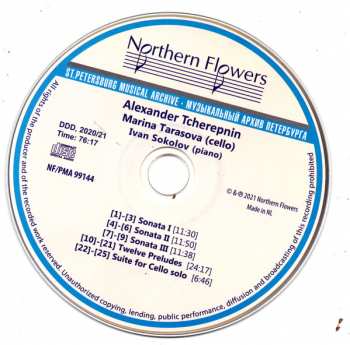 Northern Flowers
ST.PETERSBURG MUSICAL ARCHIVE • МУЗЫКАЛЬНЫЙ АРХИВ ПЕТЕРБУРГА
Alexander Tcherepnin
Marina Tarasova (cello)
Ivan Sokolov (piano)
DDD, 2020/21
Time: 76:17
NF/PMA 99144
© & ℗ 2021 Northern Flowers
Made in NL
[1]-[3] Sonata I [11:30]
[4]-[6] Sonata II [11:50]
[7]-[9] Sonata III [11:38]
[10]-[21] Twelve Preludes [24:17]
[22]-[25] Suite for Cello solo [6:46]
All rights of the producer and of the recorded work reserved. Unauthorized copying, lending, public performance, diffusion and broadcasting of this recording prohibited